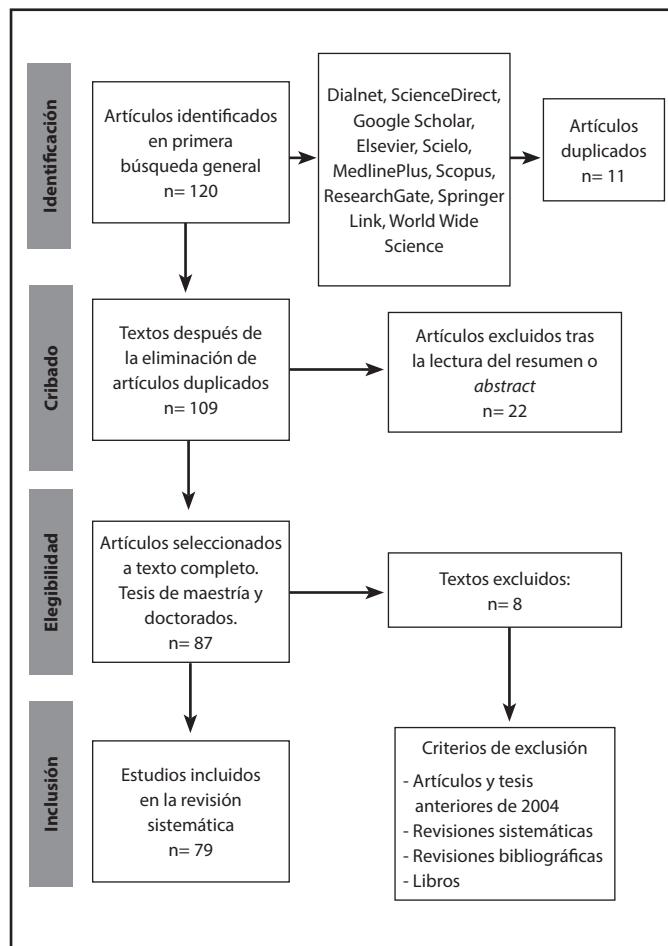 Identificación
Artículos identificados
en primera
búsqueda general
n= 120
Dialnet, ScienceDirect,
Google Scholar,
Elsevier, Scielo,
MedlinePlus, Scopus,
ResearchGate, Springer
Link, World Wide
Science
Artículos
duplicados
n= 11
Cribado
Textos después de
la eliminación de
artículos duplicados
n= 109
Artículos excluidos tras
la lectura del resumen o
abstract
n= 22
Elegibilidad
Artículos seleccionados
a texto completo.
Tesis de maestría y
doctorados.
n= 87
Textos excluidos:
n= 8
Inclusión
Estudios incluidos
en la revisión
sistemática
n= 79
Criterios de exclusión
- Artículos y tesis
anteriores de 2004
- Revisiones sistemáticas
- Revisiones bibliográficas
- Libros